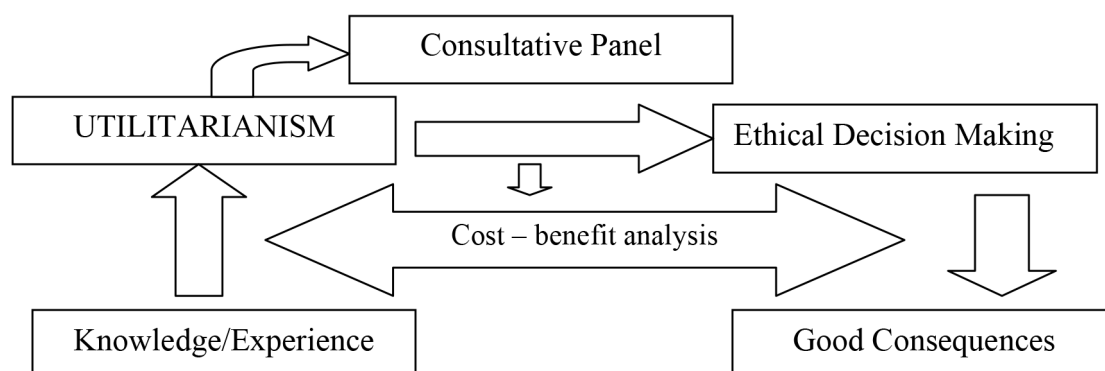 Consultative Panel
UTILITARIANISM
Ethical Decision Making
Cost – benefit analysis
Knowledge/Experience
Good Consequences